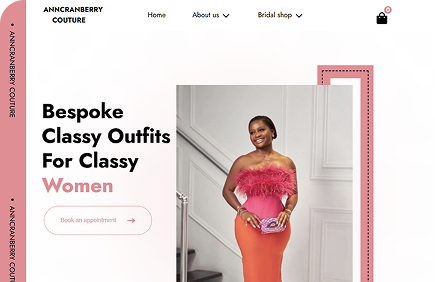 ANNCRANBERRY
COUTURE
Home
About us
Bridal shop
0
• ANNCRANBERRY COUTURE
Bespoke
Classy Outfits
For Classy
Women
Book an appointment
• ANNCRANBERRY COUTU